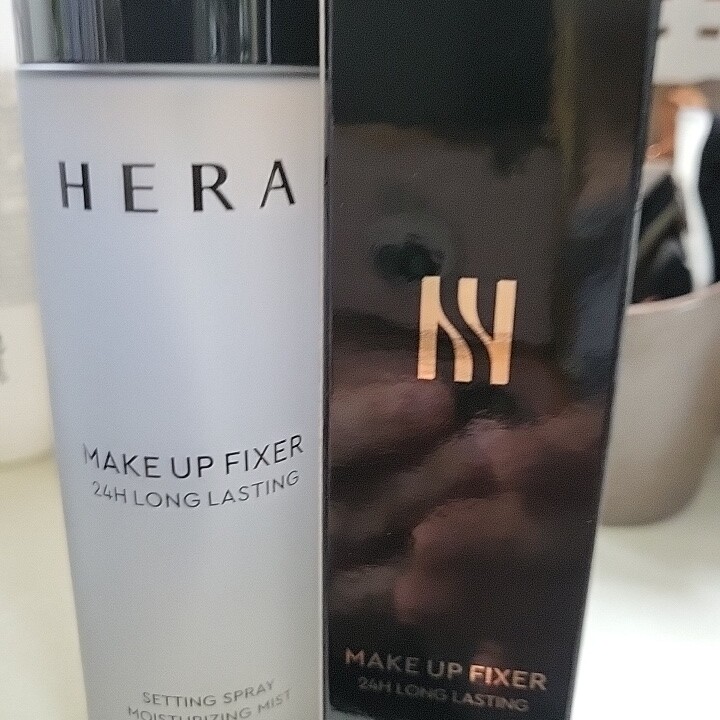 HERA
MAKE UP FIXER
24H LONG LASTING
SETTING SPRAY
MOISTURIZING MIST
MAKE UP FIXER
24H LONG LASTING